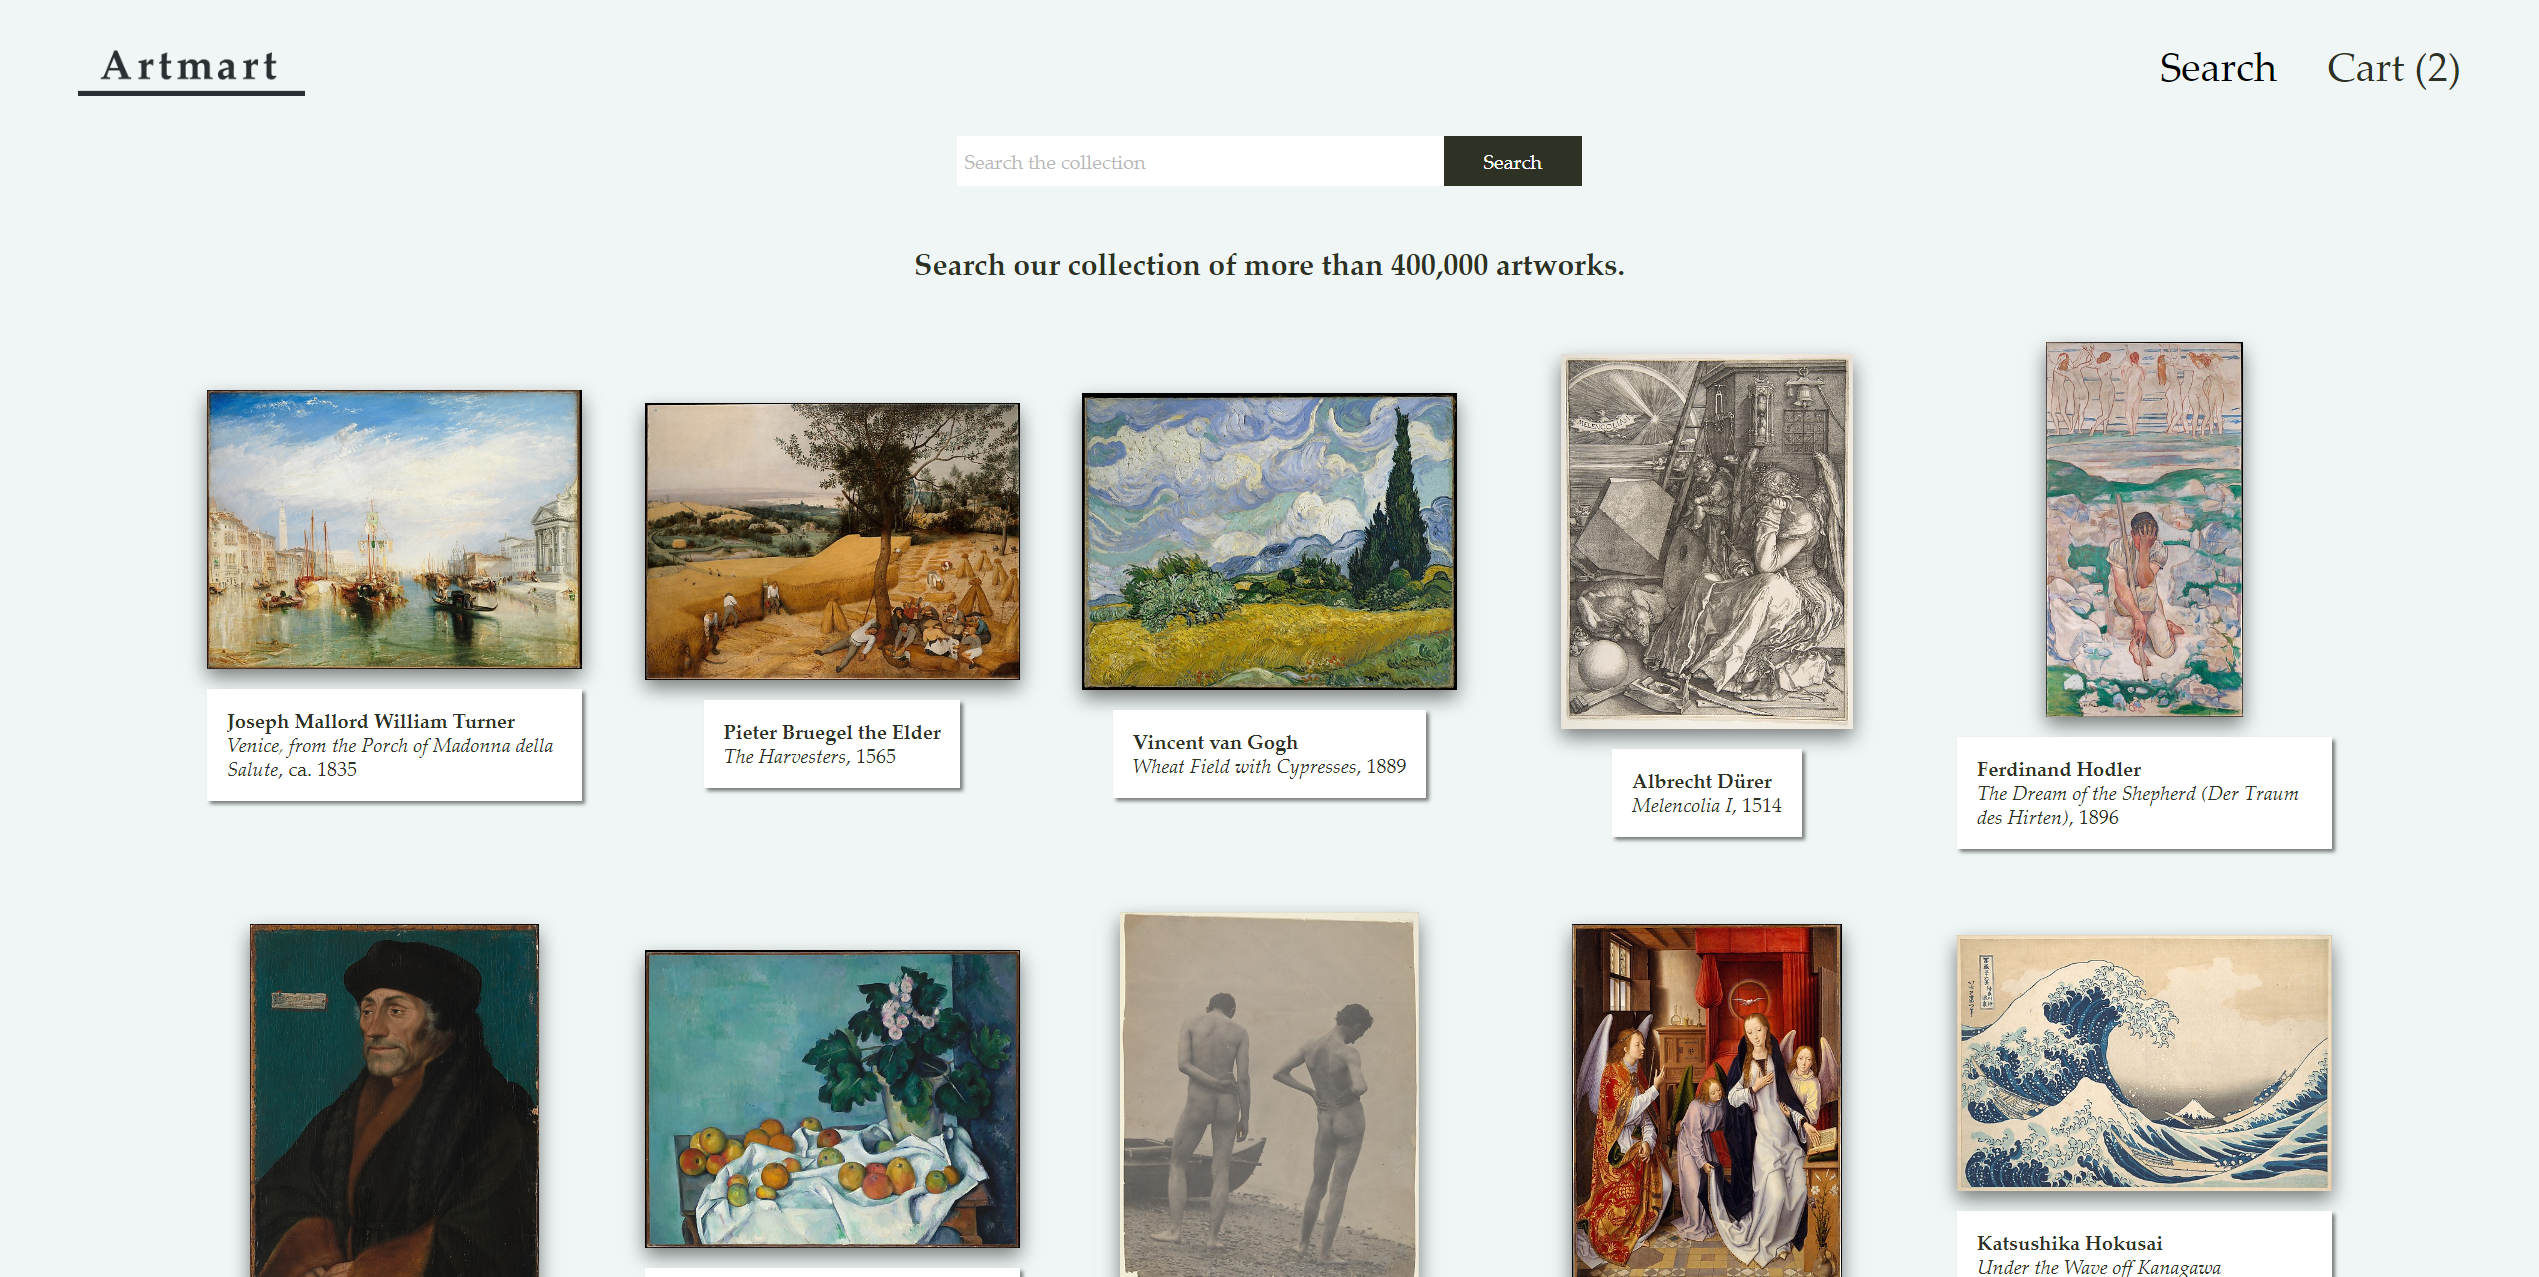 Artmart
Search
Cart (2)
Search the collection
Search
Search our collection of more than 400,000 artworks.
Joseph Mallord William Turner
Venice, from the Porch of Madonna della
Salute, ca. 1835
Pieter Bruegel the Elder
The Harvesters, 1565
Vincent van Gogh
Wheat Field with Cypresses, 1889
MELENCOLIA I
Albrecht Dürer
Melencolia I, 1514
Ferdinand Hodler
The Dream of the Shepherd (Der Traum
des Hirten), 1896
Katsushika Hokusai
Under the Wave off Kanagawa